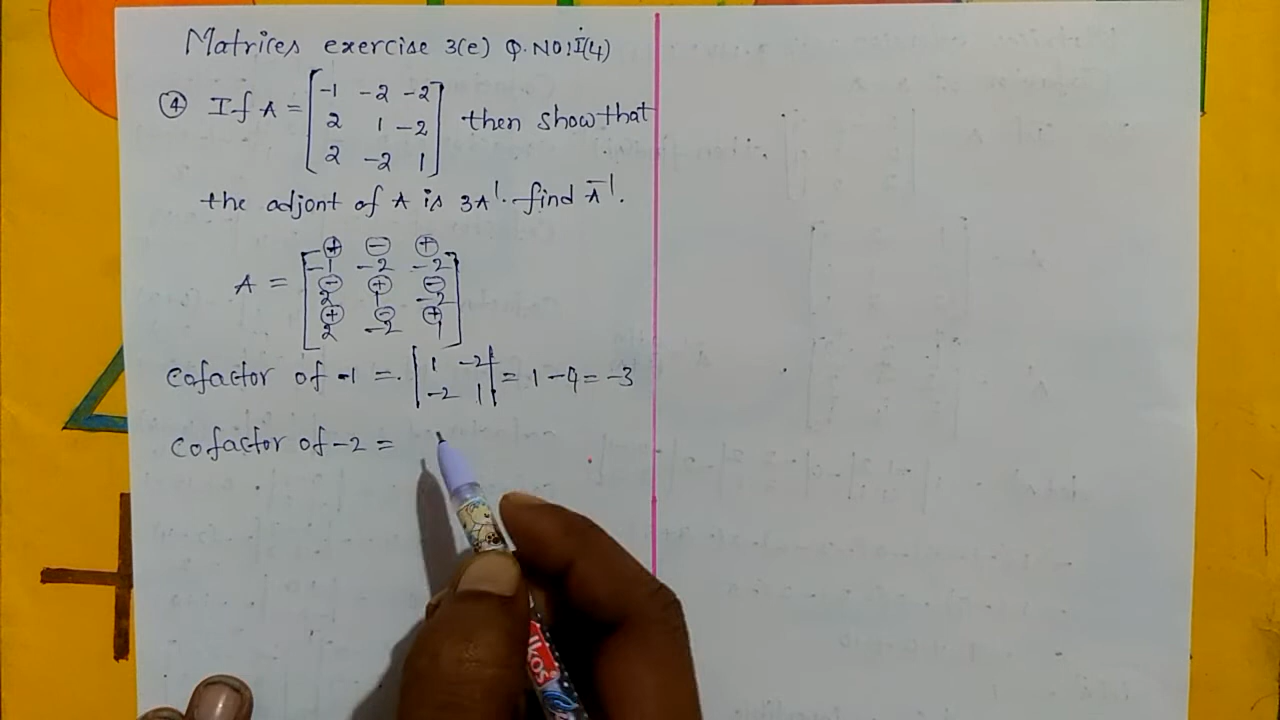 Matrices exercise 3(e) Q.NO:I(4)
④ If A = [-1 -2 -2
2 1 -2
2 -2 1] then show that
the adjont of A is 3A'. find A⁻¹.
⊕ ⊖ ⊕
A = [-1 -2 -2
⊖ ⊕ ⊖
2 1 -2
⊕ ⊖ ⊕
2 -2 1]
Cofactor of -1 = |1 -2
-2 1| = 1-4 = -3
Cofactor of -2 =